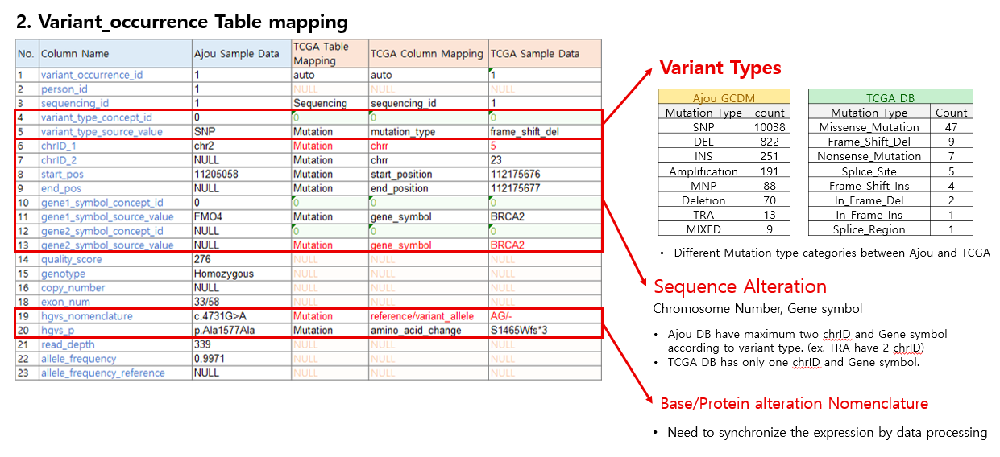 2. Variant_occurrence Table mapping
No. Column Name Ajou Sample Data TCGA Table Mapping TCGA Column Mapping TCGA Sample Data
1 variant_occurrence_id 1 auto auto 1
2 person_id 1 NULL NULL NULL
3 sequencing_id 1 Sequencing sequencing_id 1
4 variant_type_concept_id 0 0 0 0
5 variant_type_source_value SNP Mutation mutation_type frame_shift_del
6 chrID_1 chr2 Mutation chrr 5
7 chrID_2 NULL Mutation chrr 23
8 start_pos 11205058 Mutation start_position 112175676
9 end_pos NULL Mutation end_position 112175677
10 gene1_symbol_concept_id 0 0 0 0
11 gene1_symbol_source_value FMO4 Mutation gene_symbol BRCA2
12 gene2_symbol_concept_id NULL 0 0 0
13 gene2_symbol_source_value NULL Mutation gene_symbol BRCA2
14 quality_score 276 NULL NULL NULL
15 genotype Homozygous NULL NULL NULL
16 copy_number NULL NULL NULL NULL
18 exon_num 33/58 NULL NULL NULL
19 hgvs_nomenclature c.4731G>A Mutation reference/variant_allele AG/-
20 hgvs_p p.Ala1577Ala Mutation amino_acid_change S1465Wfs*3
21 read_depth 339 NULL NULL NULL
22 allele_frequency 0.9971 NULL NULL NULL
23 allele_frequency_reference NULL NULL NULL NULL
Variant Types
Ajou GCDM
Mutation Type count
SNP 10038
DEL 822
INS 251
Amplification 191
MNP 88
Deletion 70
TRA 13
MIXED 9
TCGA DB
Mutation Type Count
Missense_Mutation 47
Frame_Shift_Del 9
Nonsense_Mutation 7
Splice_Site 5
Frame_Shift_Ins 4
In_Frame_Del 2
In_Frame_Ins 1
Splice_Region 1
• Different Mutation type categories between Ajou and TCGA
Sequence Alteration
Chromosome Number, Gene symbol
• Ajou DB have maximum two chrID and Gene symbol
according to variant type. (ex. TRA have 2 chrID)
• TCGA DB has only one chrID and Gene symbol.
Base/Protein alteration Nomenclature
• Need to synchronize the expression by data processing